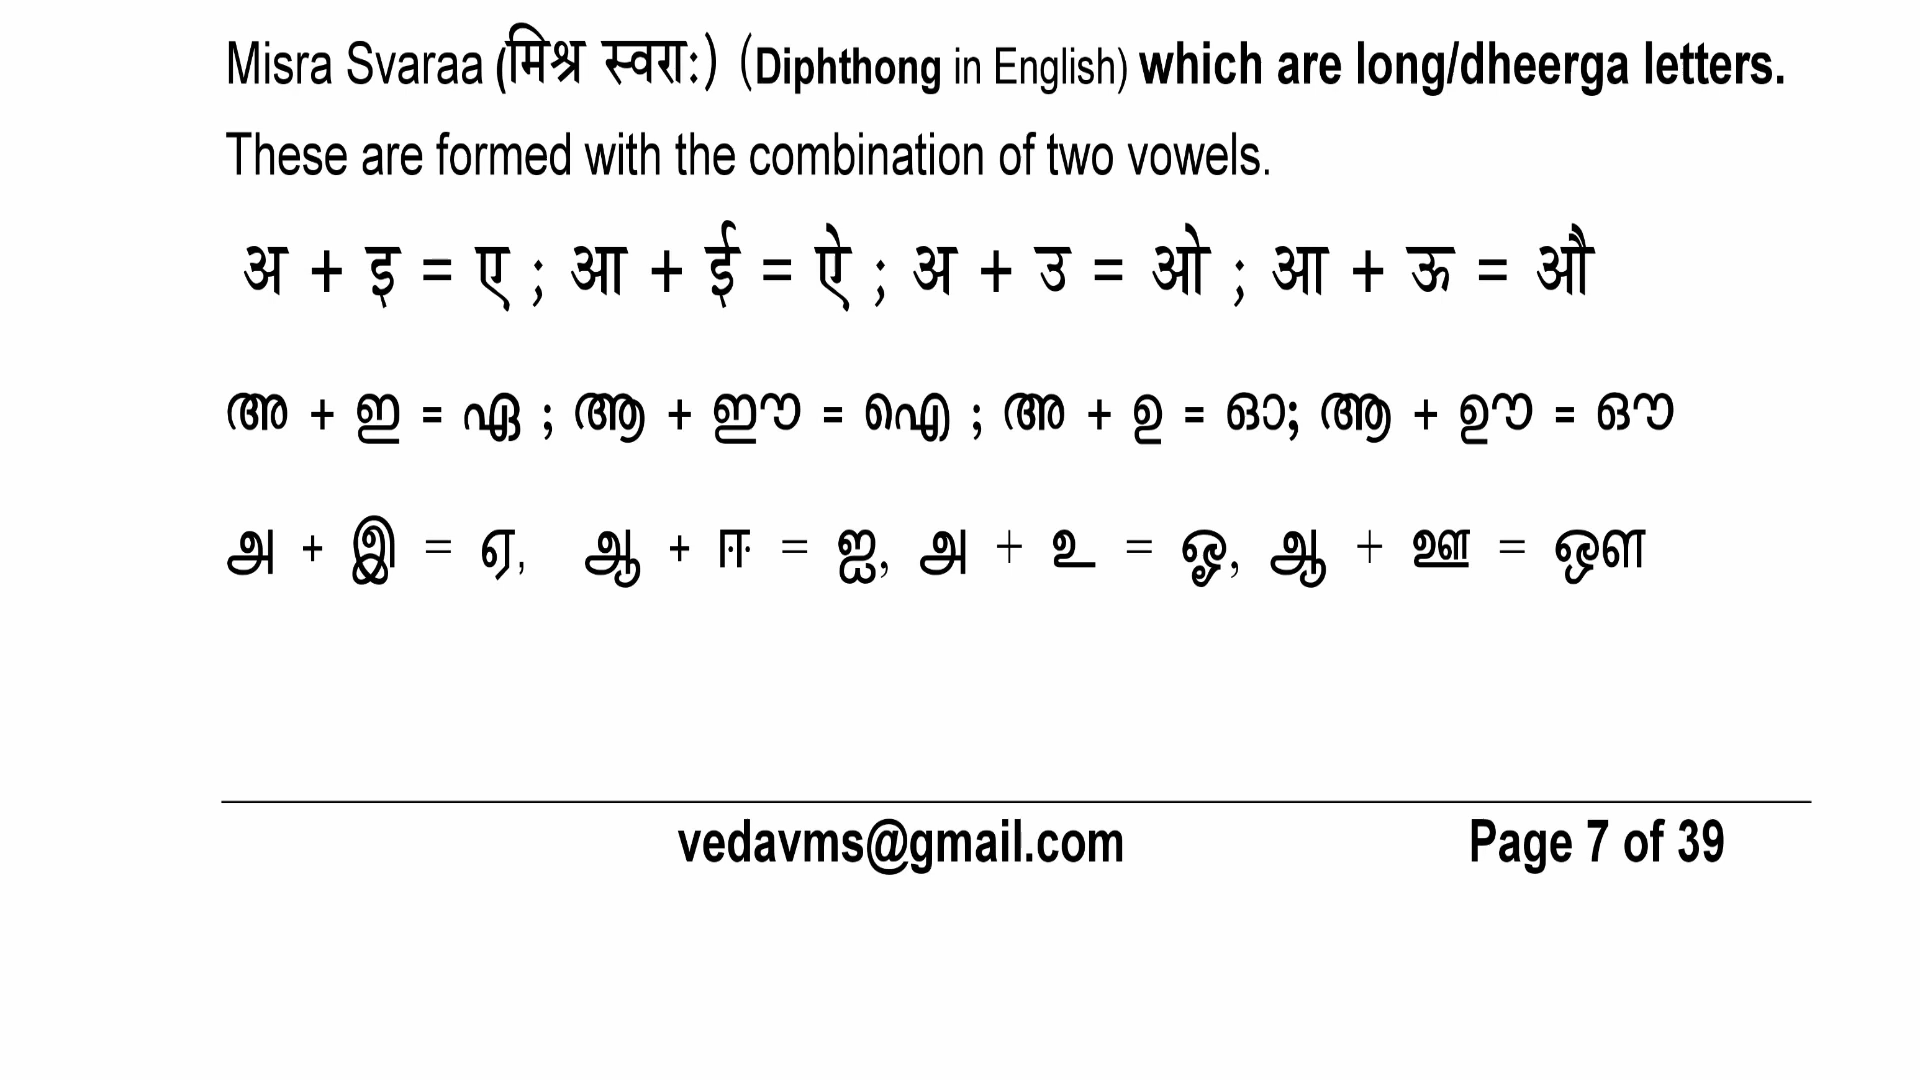 Misra Svaraa (मिश्र स्वराः) (Diphthong in English) which are long/dheerga letters.
These are formed with the combination of two vowels.
अ + इ = ए ; आ + ई = ऐ ; अ + उ = ओ ; आ + ऊ = औ
അ + ഇ = ഏ ; ആ + ഈ = ഐ ; അ + ഉ = ഓ; ആ + ഊ = ഔ
அ + இ = ஏ, ஆ + ஈ = ஐ, அ + உ = ஓ, ஆ + ஊ = ஔ
vedavms@gmail.com Page 7 of 39